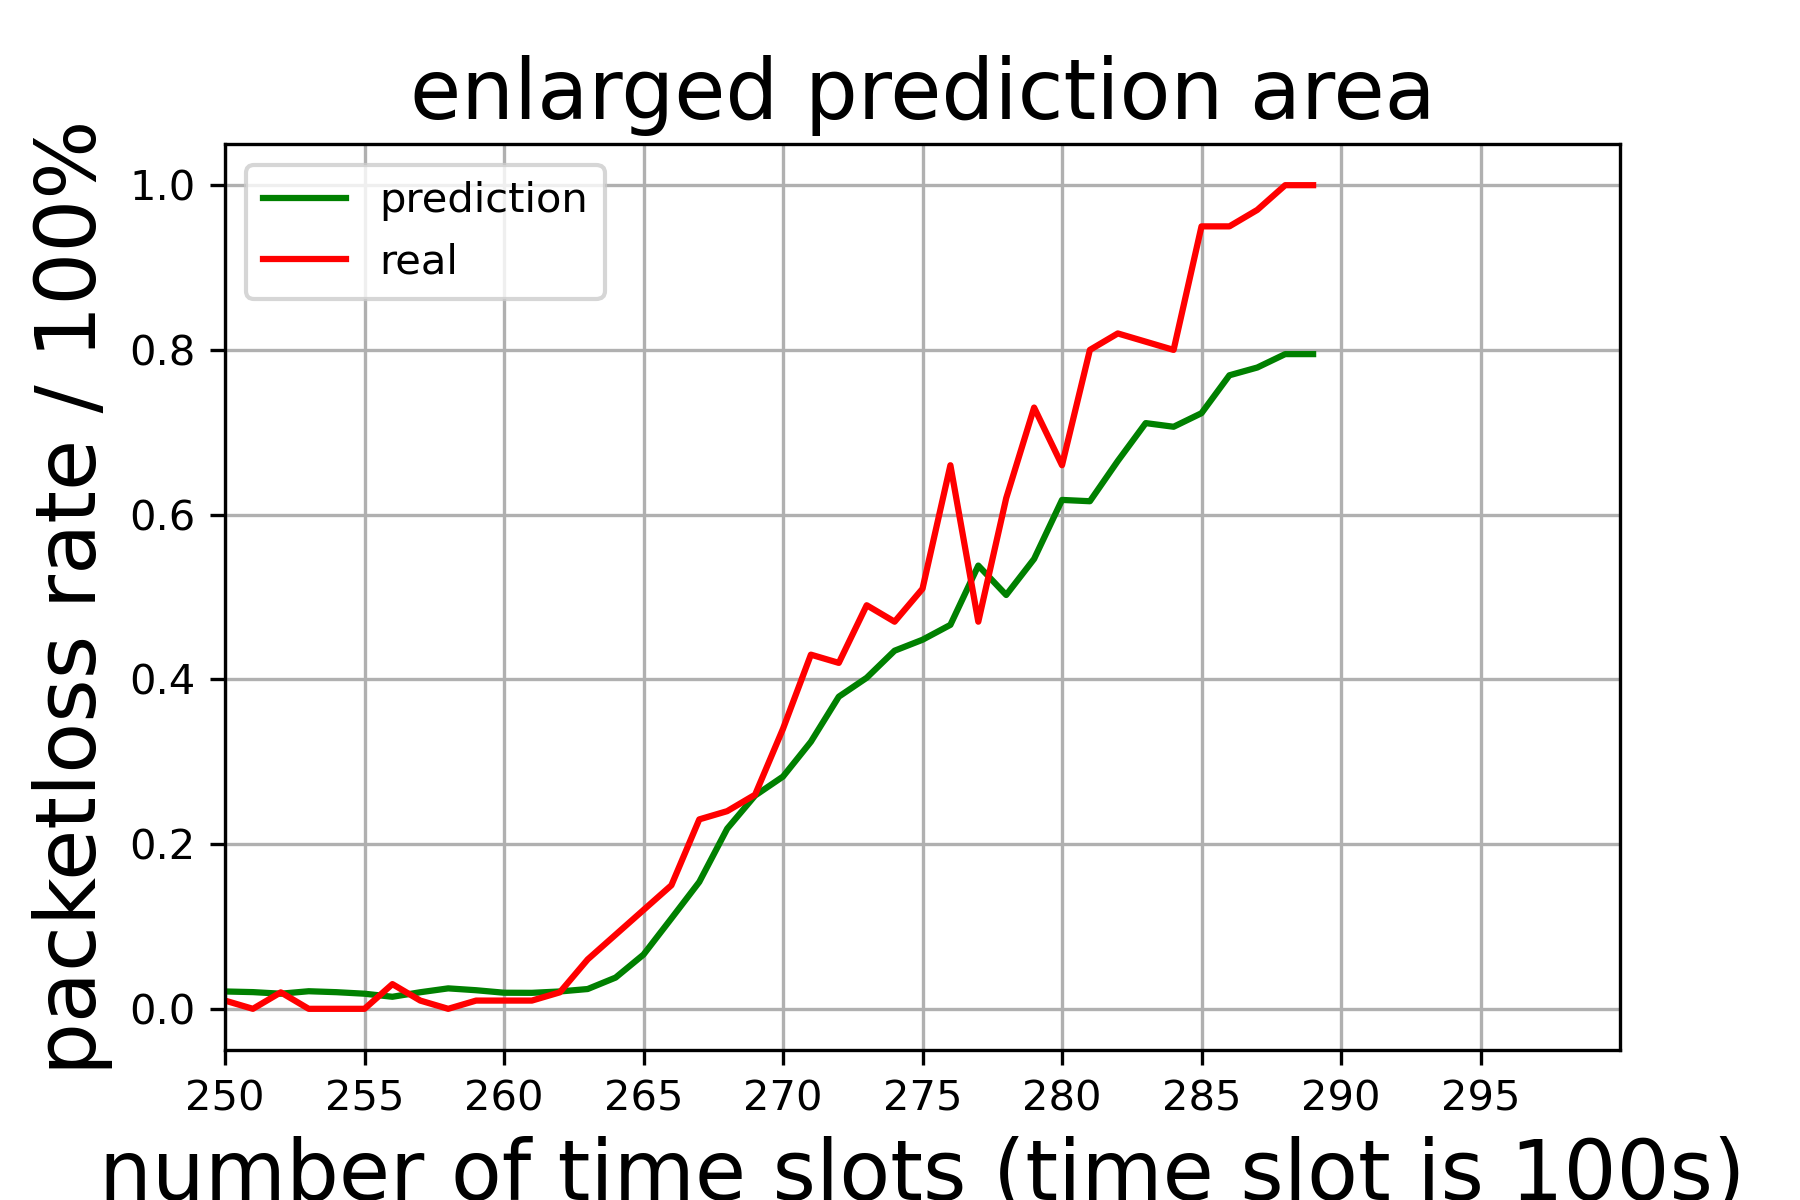 enlarged prediction area
packetloss rate / 100%
1.0
0.8
0.6
0.4
0.2
0.0
prediction
real
250 255 260 265 270 275 280 285 290 295
number of time slots (time slot is 100s)